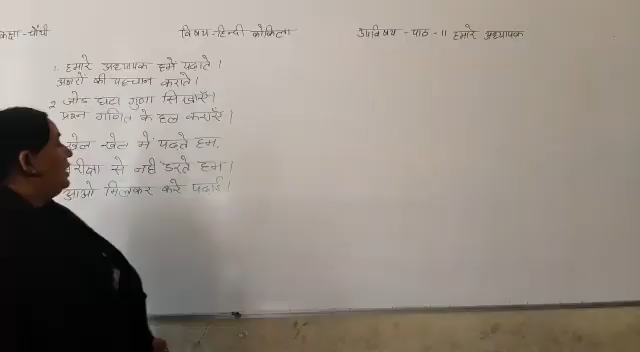 कक्षा - चौथी विषय - हिन्दी कोकिला उपविषय - पाठ - 11 हमारे अध्यापक
1. हमारे अध्यापक हमें पढ़ाते।
अक्षरों की पहचान कराते।
2. जोड़ घटा गुणा सिखाएँ।
प्रश्न गणित के हल कराएँ।
खेल खेल में पढ़ते हम,
परीक्षा से नहीं डरते हम।
आओ मिलकर करे पढ़ाई।